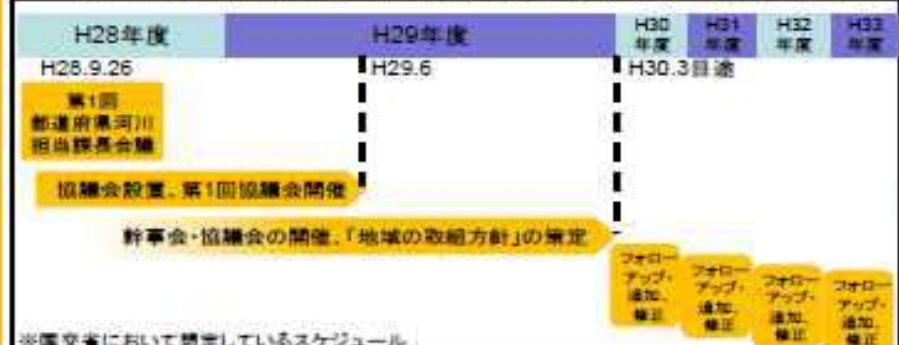 H28年度
H29年度
H30
年度
H31
年度
H32
年度
H33
年度
H28.9.26
H29.6
H30.3目途
第1回
都道府県河川
担当課長会議
協議会設置、第1回協議会開催
幹事会・協議会の開催、「地域の取組方針」の策定
フォロー
アップ・
追加、
修正
フォロー
アップ・
追加、
修正
フォロー
アップ・
追加、
修正
フォロー
アップ・
追加、
修正
※国交省において想定しているスケジュール